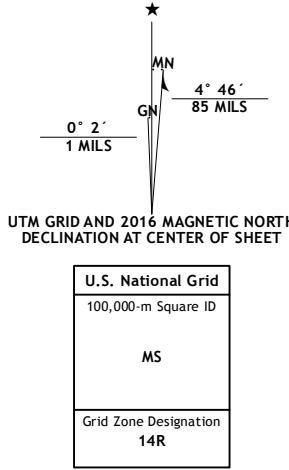 ★
MN
GN
4° 46´
85 MILS
0° 2´
1 MILS
UTM GRID AND 2016 MAGNETIC NORTH
DECLINATION AT CENTER OF SHEET
U.S. National Grid
100,000-m Square ID
MS
Grid Zone Designation
14R